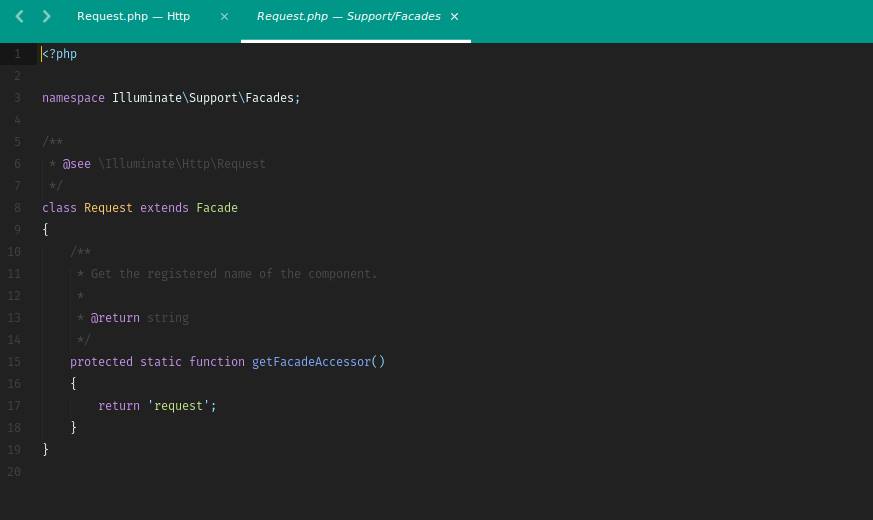 Request.php — Http × Request.php — Support/Facades ×
1 <?php
2
3 namespace Illuminate\Support\Facades;
4
5 /**
6  * @see \Illuminate\Http\Request
7  */
8 class Request extends Facade
9 {
10     /**
11      * Get the registered name of the component.
12      *
13      * @return string
14      */
15     protected static function getFacadeAccessor()
16     {
17         return 'request';
18     }
19 }
20